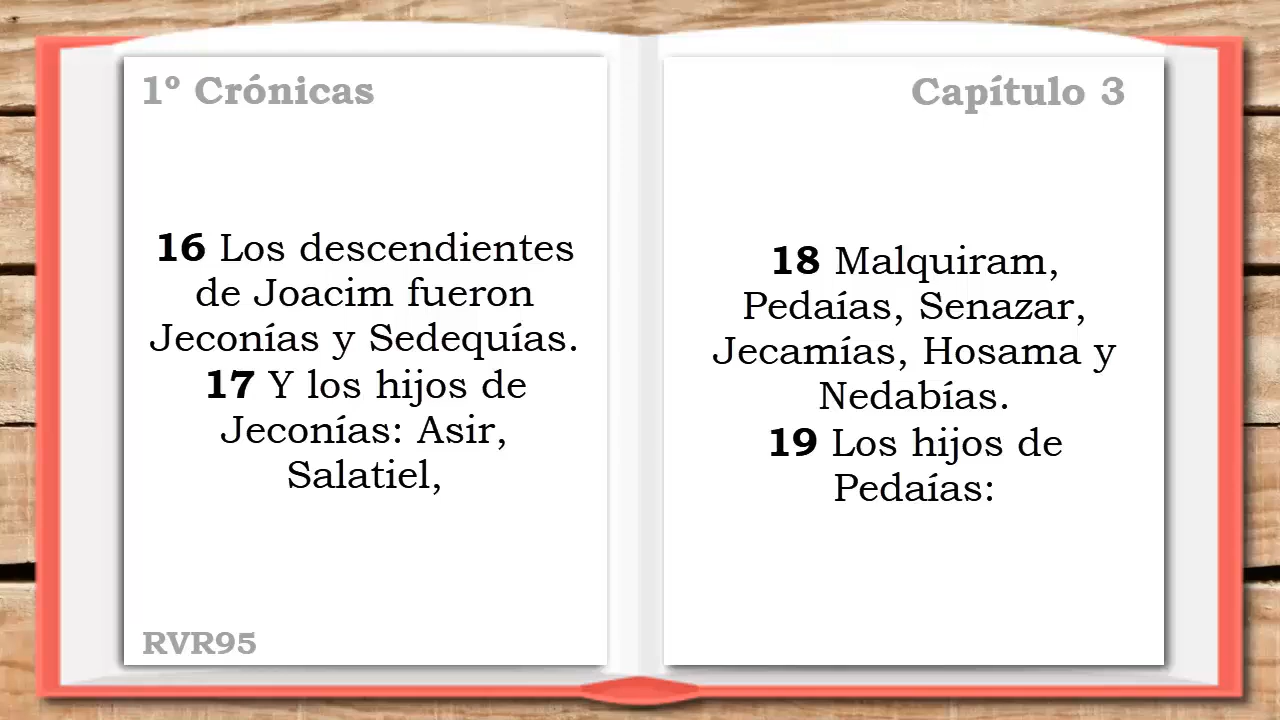 1º Crónicas
16 Los descendientes
de Joacim fueron
Jeconías y Sedequías.
17 Y los hijos de
Jeconías: Asir,
Salatiel,
RVR95
Capítulo 3
18 Malquiram,
Pedaías, Senazar,
Jecamías, Hosama y
Nedabías.
19 Los hijos de
Pedaías: